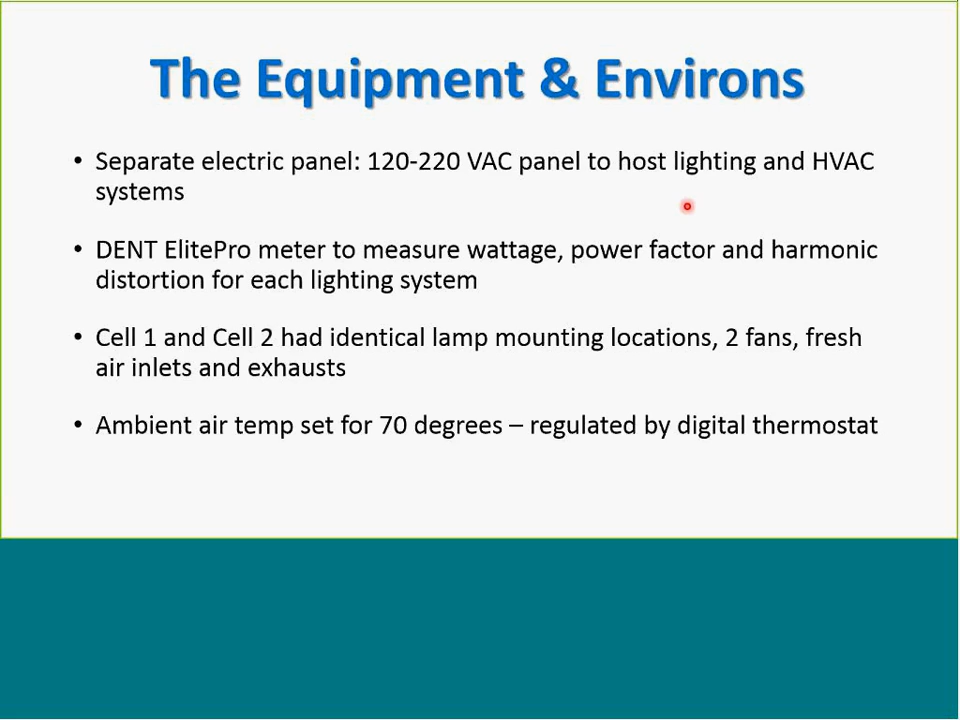 The Equipment & Environs
• Separate electric panel: 120-220 VAC panel to host lighting and HVAC
systems
• DENT ElitePro meter to measure wattage, power factor and harmonic
distortion for each lighting system
• Cell 1 and Cell 2 had identical lamp mounting locations, 2 fans, fresh
air inlets and exhausts
• Ambient air temp set for 70 degrees – regulated by digital thermostat